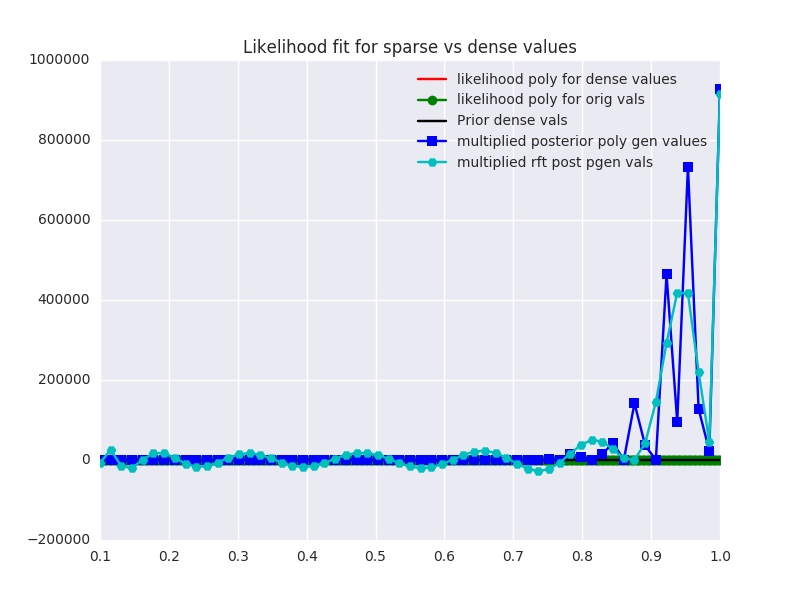 Likelihood fit for sparse vs dense values
1000000
800000
600000
400000
200000
0
−200000
likelihood poly for dense values
likelihood poly for orig vals
Prior dense vals
multiplied posterior poly gen values
multiplied rft post pgen vals
0.1 0.2 0.3 0.4 0.5 0.6 0.7 0.8 0.9 1.0